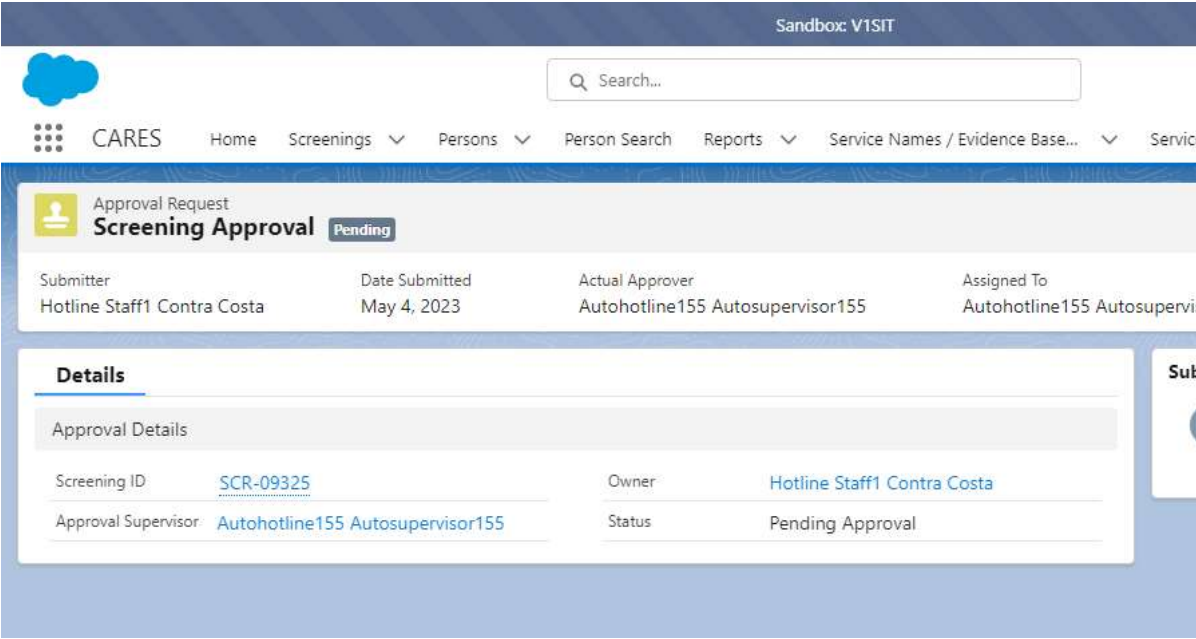 Sandbox: V1SIT
Search...
CARES Home Screenings Persons Person Search Reports Service Names / Evidence Base...
Approval Request
Screening Approval Pending
Submitter Date Submitted Actual Approver Assigned To
Hotline Staff1 Contra Costa May 4, 2023 Autohotline155 Autosupervisor155 Autohotline155
Details
Approval Details
Screening ID SCR-09325 Owner Hotline Staff1 Contra Costa
Approval Supervisor Autohotline155 Autosupervisor155 Status Pending Approval